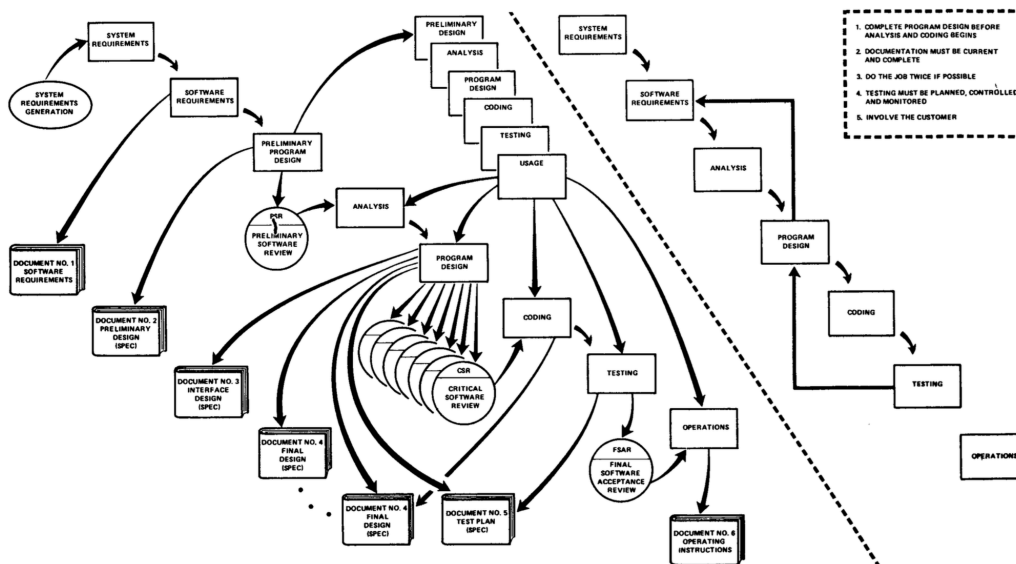 PRELIMINARY
DESIGN
ANALYSIS
PROGRAM
DESIGN
CODING
TESTING
USAGE
SYSTEM
REQUIREMENTS
SYSTEM
REQUIREMENTS
GENERATION
SOFTWARE
REQUIREMENTS
PRELIMINARY
PROGRAM
DESIGN
PSR
PRELIMINARY
SOFTWARE
REVIEW
ANALYSIS
PROGRAM
DESIGN
DOCUMENT NO. 1
SOFTWARE
REQUIREMENTS
DOCUMENT NO. 2
PRELIMINARY
DESIGN
(SPEC)
DOCUMENT NO. 3
INTERFACE
DESIGN
(SPEC)
DOCUMENT NO. 4
FINAL
DESIGN
(SPEC)
DOCUMENT NO. 4
FINAL
DESIGN
(SPEC)
DOCUMENT NO. 5
TEST PLAN
(SPEC)
CSR
CRITICAL
SOFTWARE
REVIEW
CODING
TESTING
FSAR
FINAL
SOFTWARE
ACCEPTANCE
REVIEW
OPERATIONS
DOCUMENT NO. 6
OPERATING
INSTRUCTIONS
SYSTEM
REQUIREMENTS
SOFTWARE
REQUIREMENTS
ANALYSIS
PROGRAM
DESIGN
CODING
TESTING
OPERATIONS
1. COMPLETE PROGRAM DESIGN BEFORE
ANALYSIS AND CODING BEGINS
2. DOCUMENTATION MUST BE CURRENT
AND COMPLETE
3. DO THE JOB TWICE IF POSSIBLE
4. TESTING MUST BE PLANNED, CONTROLLED
AND MONITORED
5. INVOLVE THE CUSTOMER